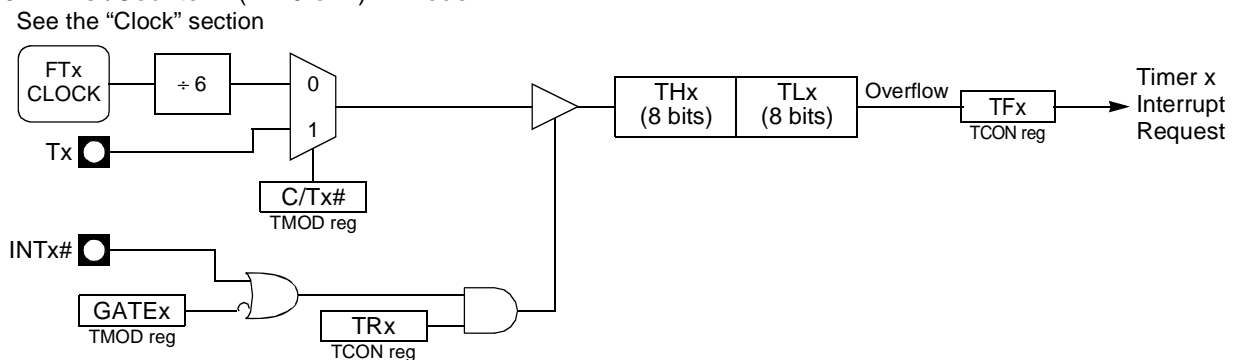 See the “Clock” section
FTx
CLOCK
÷ 6
0
1
Tx
C/Tx#
TMOD reg
THx
(8 bits)
TLx
(8 bits)
Overflow
TFx
TCON reg
Timer x
Interrupt
Request
INTx#
GATEx
TMOD reg
TRx
TCON reg